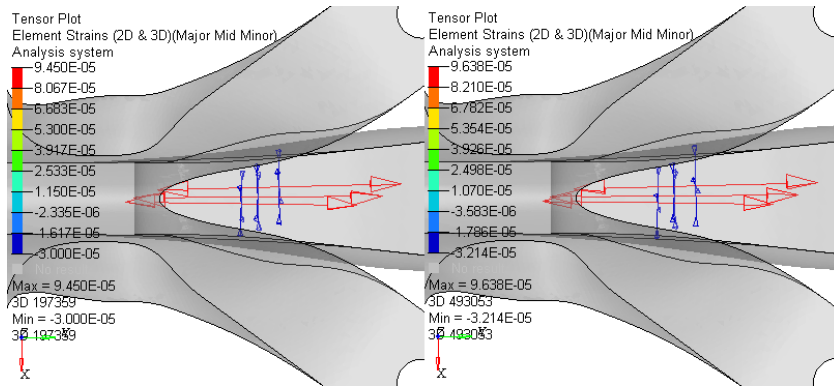 Tensor Plot
Element Strains (2D & 3D)(Major Mid Minor)
Analysis system
9.450E-05
8.067E-05
6.683E-05
5.300E-05
3.917E-05
2.533E-05
1.150E-05
-2.335E-06
-1.617E-05
-3.000E-05
Max = 9.450E-05
3D 197359
Min = -3.000E-05
3D 197359
Z
Y
X
Tensor Plot
Element Strains (2D & 3D)(Major Mid Minor)
Analysis system
9.638E-05
8.210E-05
6.782E-05
5.354E-05
3.926E-05
2.498E-05
1.070E-05
-3.583E-06
-1.786E-05
-3.214E-05
Max = 9.638E-05
3D 493053
Min = -3.214E-05
3D 493053
Z
Y
X